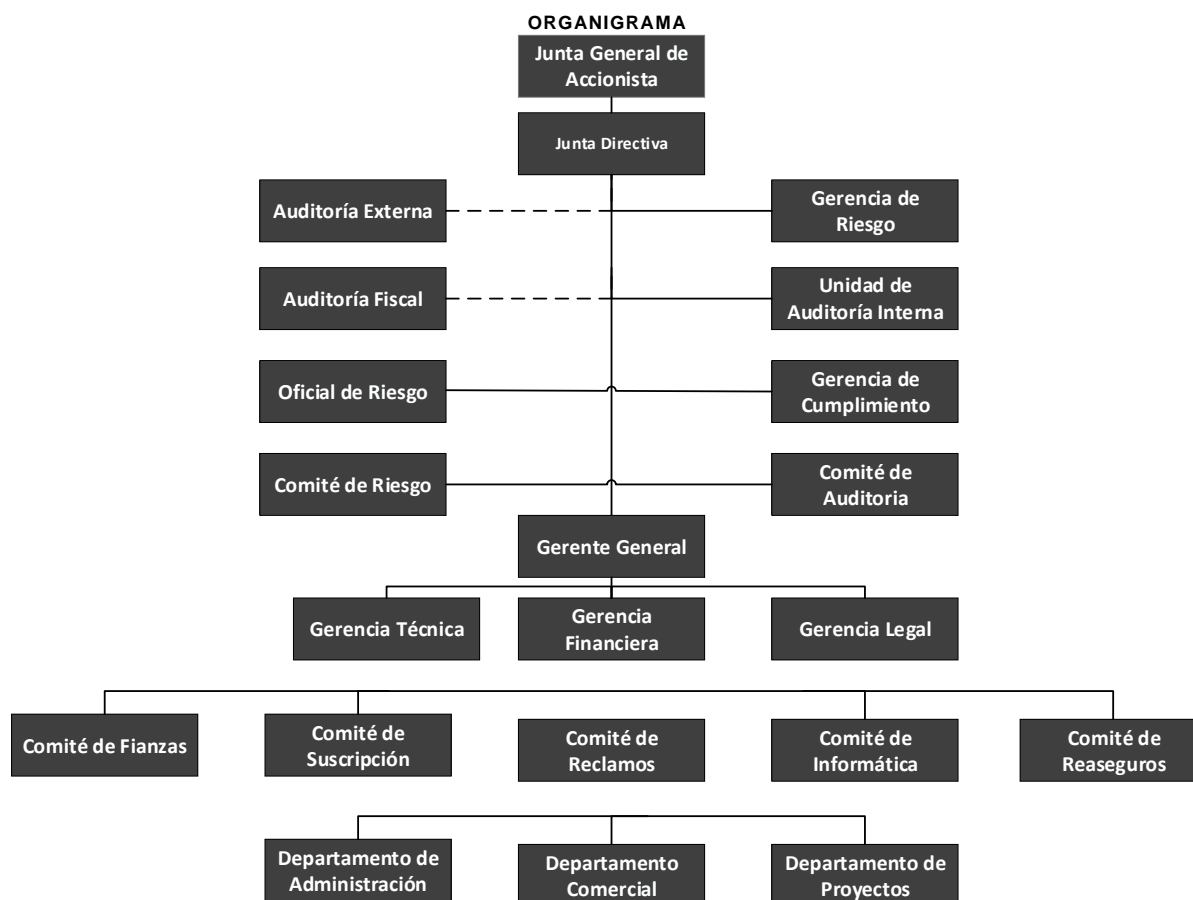 ORGANIGRAMA
Junta General de
Accionista
Junta Directiva
Auditoría Externa
Gerencia de
Riesgo
Auditoría Fiscal
Unidad de
Auditoría Interna
Oficial de Riesgo
Gerencia de
Cumplimiento
Comité de Riesgo
Comité de
Auditoria
Gerente General
Gerencia Técnica
Gerencia
Financiera
Gerencia Legal
Comité de Fianzas
Comité de
Suscripción
Comité de
Reclamos
Comité de
Informática
Comité de
Reaseguros
Departamento de
Administración
Departamento
Comercial
Departamento de
Proyectos